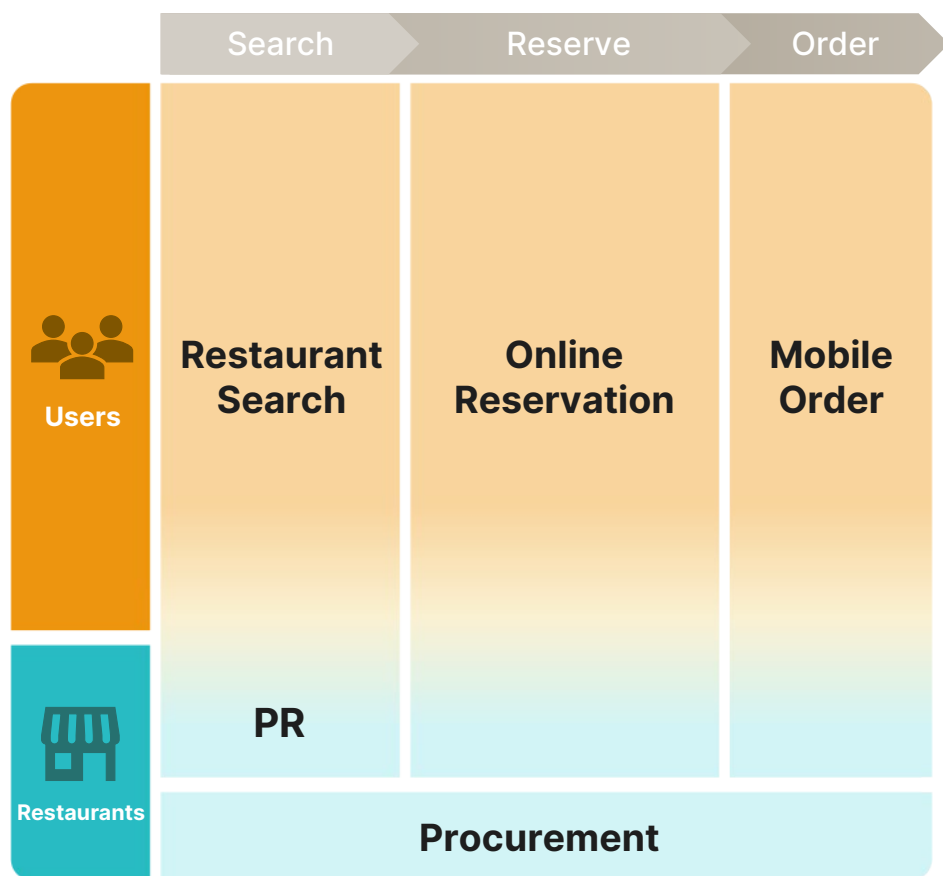 Search
Reserve
Order
Users
Restaurant
Search
Online
Reservation
Mobile
Order
Restaurants
PR
Procurement